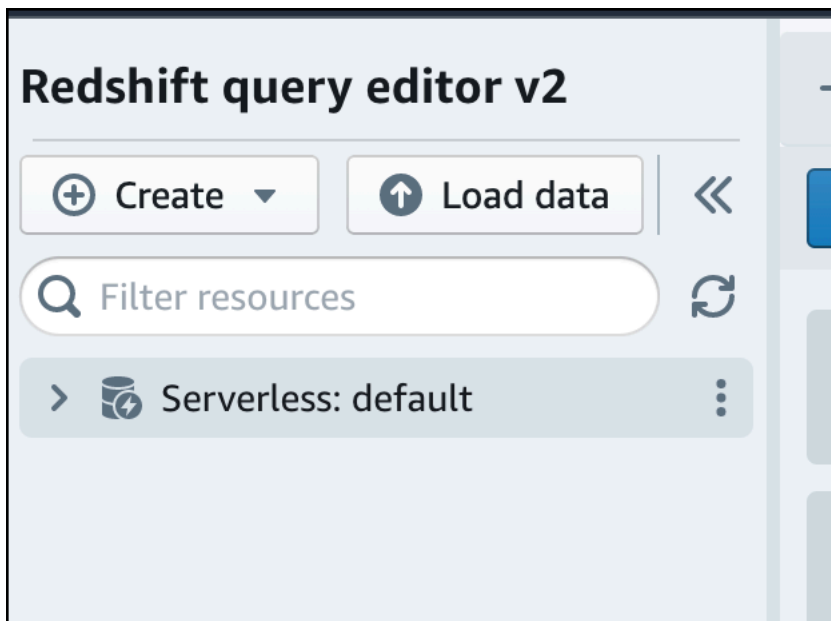 Redshift query editor v2
Create
Load data
Filter resources
Serverless: default